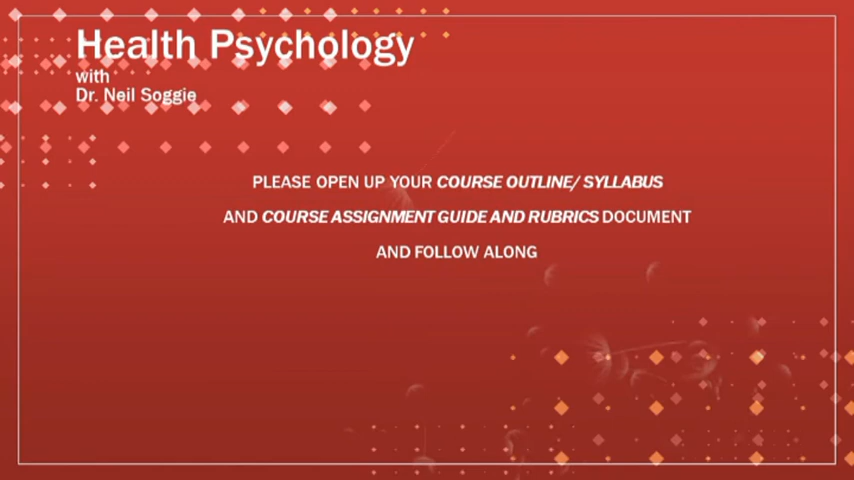 Health Psychology
with
Dr. Neil Soggie
PLEASE OPEN UP YOUR COURSE OUTLINE/ SYLLABUS
AND COURSE ASSIGNMENT GUIDE AND RUBRICS DOCUMENT
AND FOLLOW ALONG